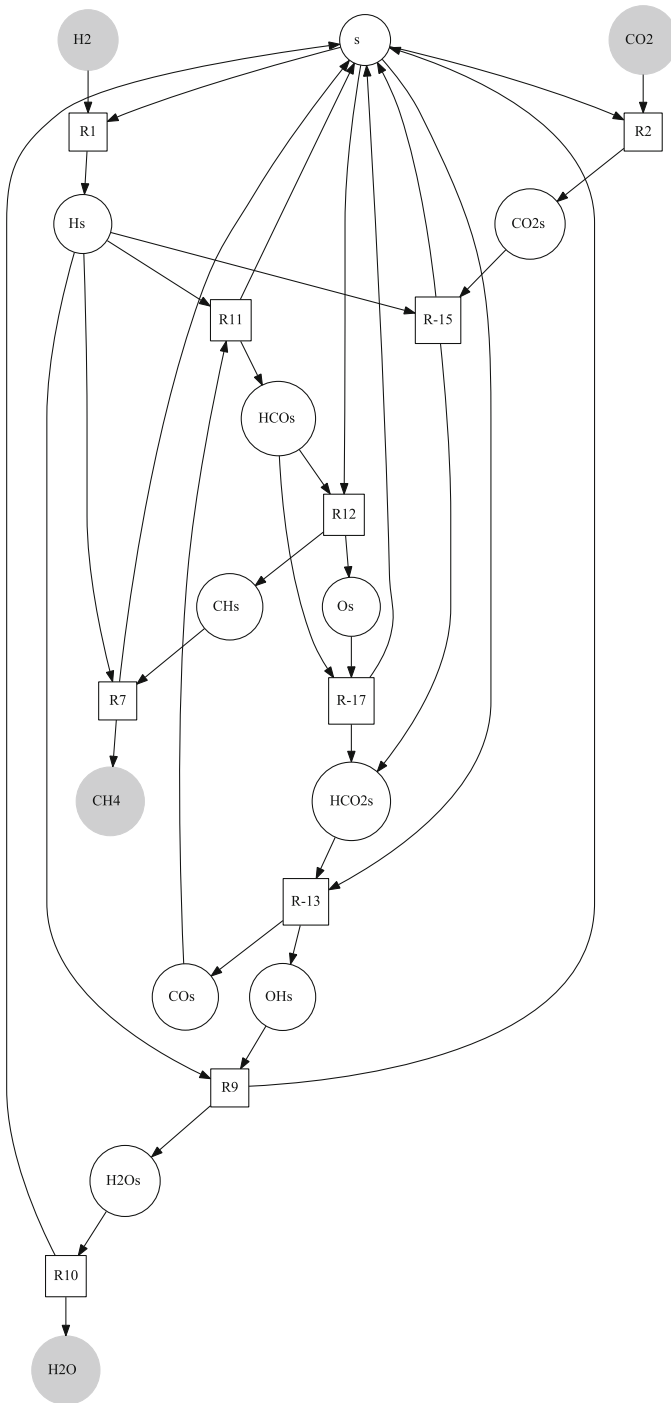 H2
s
CO2
R1
R2
Hs
CO2s
R11
R-15
HCOs
R12
CHs
Os
R7
R-17
CH4
HCO2s
R-13
COs
OHs
R9
H2Os
R10
H2O